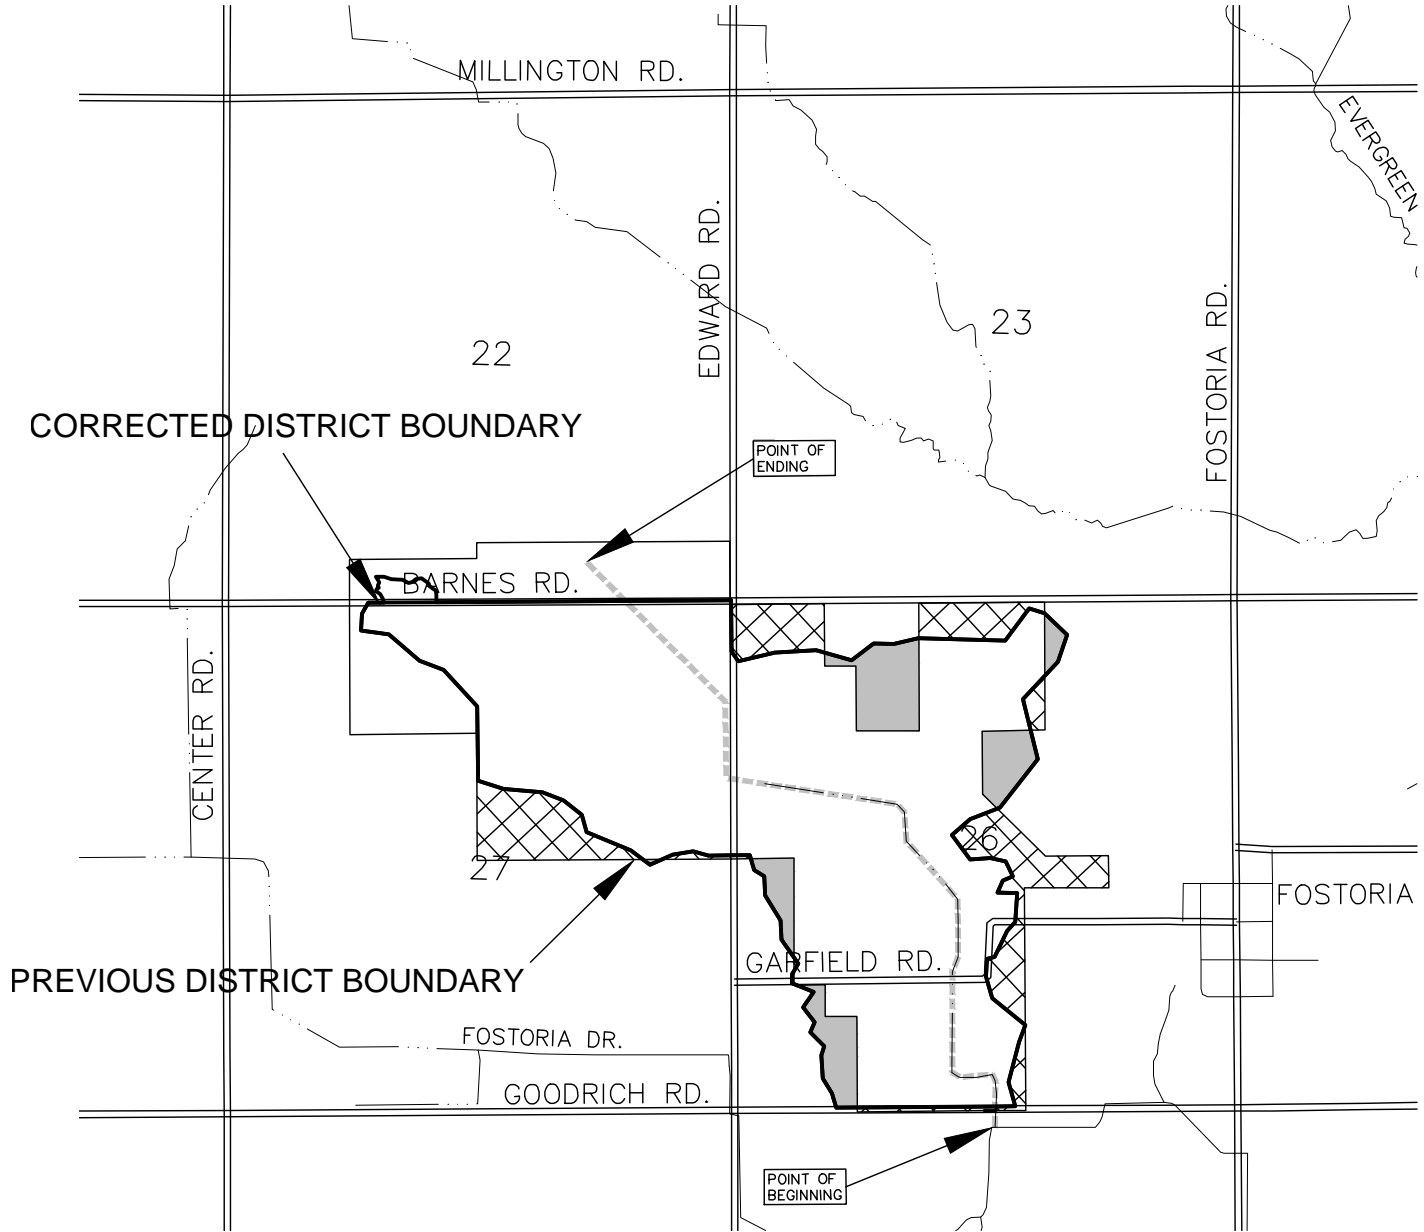 MILLINGTON RD.
EVERGREEN
EDWARD RD.
23
FOSTORIA RD.
22
CORRECTED DISTRICT BOUNDARY
POINT OF
ENDING
BARNES RD.
CENTER RD.
26
27
FOSTORIA
GARFIELD RD.
PREVIOUS DISTRICT BOUNDARY
FOSTORIA DR.
GOODRICH RD.
POINT OF
BEGINNING